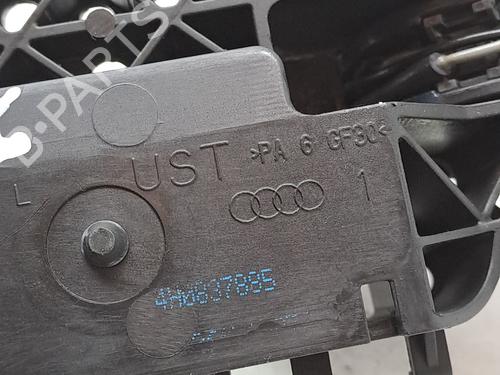 B-PARTS
L UST >PA 6 GF30<
1
4H0837885